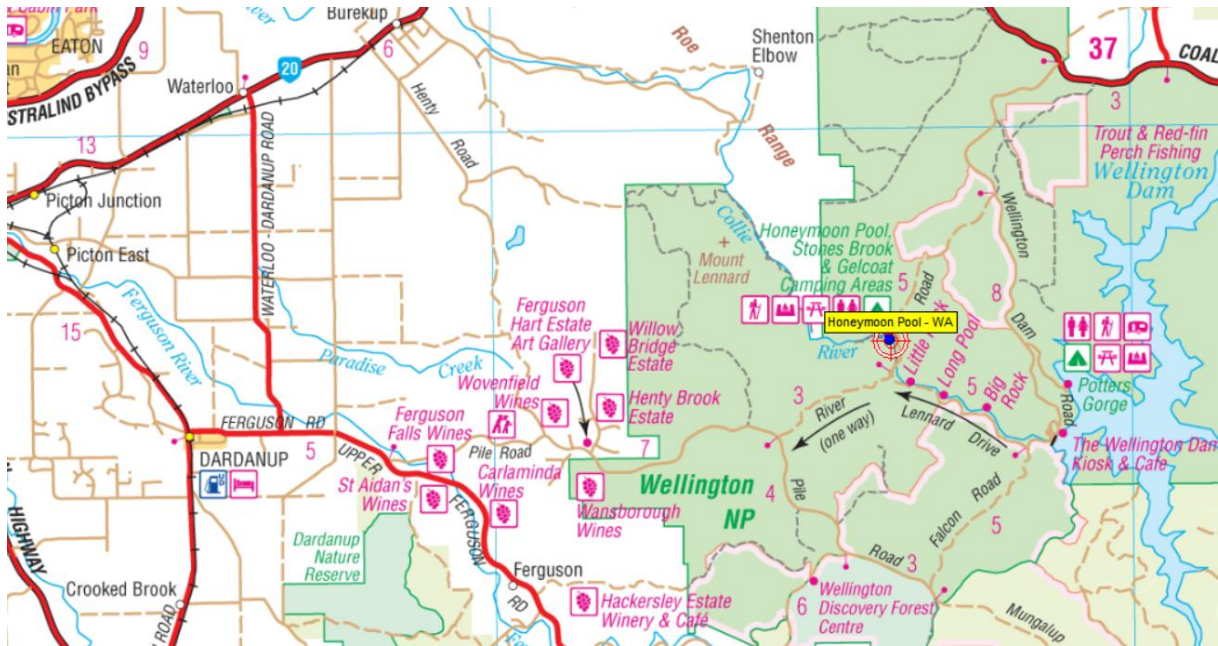 Cabin Park
River
Burekup
EATON
9
6
STRALIND BYPASS
Waterloo
20
Henty
Road
Roe
Range
Shenton
Elbow
37
COAL
3
13
Picton Junction
Picton East
WATERLOO - DARDANUP ROAD
Trout & Red-fin
Perch Fishing
Wellington
Dam
Collie
River
Mount
Lennard
Honeymoon Pool,
Stones Brook
& Gelcoat
Camping Areas
5
Road
Wellington
Dam
Road
8
Honeymoon Pool - WA
Long Pool
5
Big
Rock
Potters
Gorge
15
Ferguson River
Paradise
Creek
Ferguson
Hart Estate
Art Gallery
Willow
Bridge
Estate
Wovenfield
Wines
Henty Brook
Estate
3
River
(one way)
Lennard
Drive
The Wellington Dam
Kiosk & Cafe
FERGUSON RD
5
Ferguson
Falls Wines
Pile Road
7
DARDANUP
UPPER
FERGUSON
RD
Carlaminda
Wines
St Aidan's
Wines
Wansborough
Wines
Wellington
NP
4
Pile
Road
3
Falcon
Road
5
HIGHWAY
Dardanup
Nature
Reserve
Crooked Brook
ROAD
Ferguson
Hackersley Estate
Winery & Café
6
Wellington
Discovery Forest
Centre
Mungalup